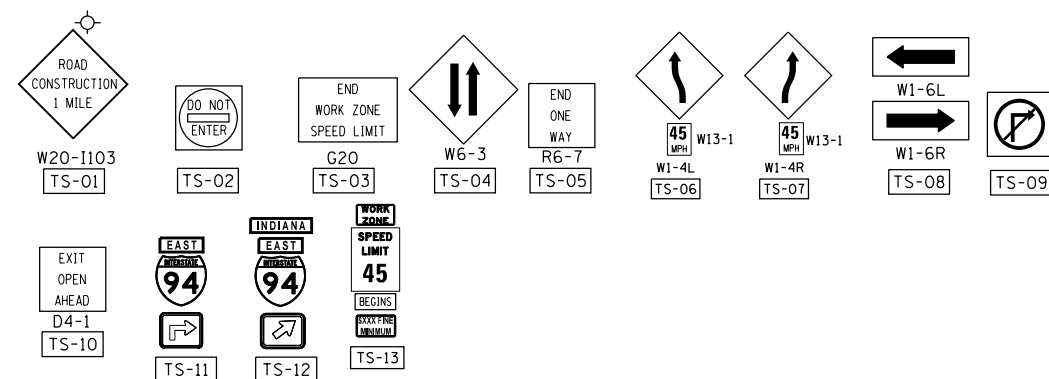 ROAD
CONSTRUCTION
1 MILE
W20-I103
TS-01
DO NOT
ENTER
TS-02
END
WORK ZONE
SPEED LIMIT
G20
TS-03
W6-3
TS-04
END
ONE
WAY
R6-7
TS-05
45
MPH
W13-1
W1-4L
TS-06
45
MPH
W13-1
W1-4R
TS-07
W1-6L
W1-6R
TS-08
TS-09
EXIT
OPEN
AHEAD
D4-1
TS-10
EAST
INTERSTATE
94
TS-11
INDIANA
EAST
INTERSTATE
94
TS-12
WORK
ZONE
SPEED
LIMIT
45
BEGINS
$XXX FINE
MINIMUM
TS-13